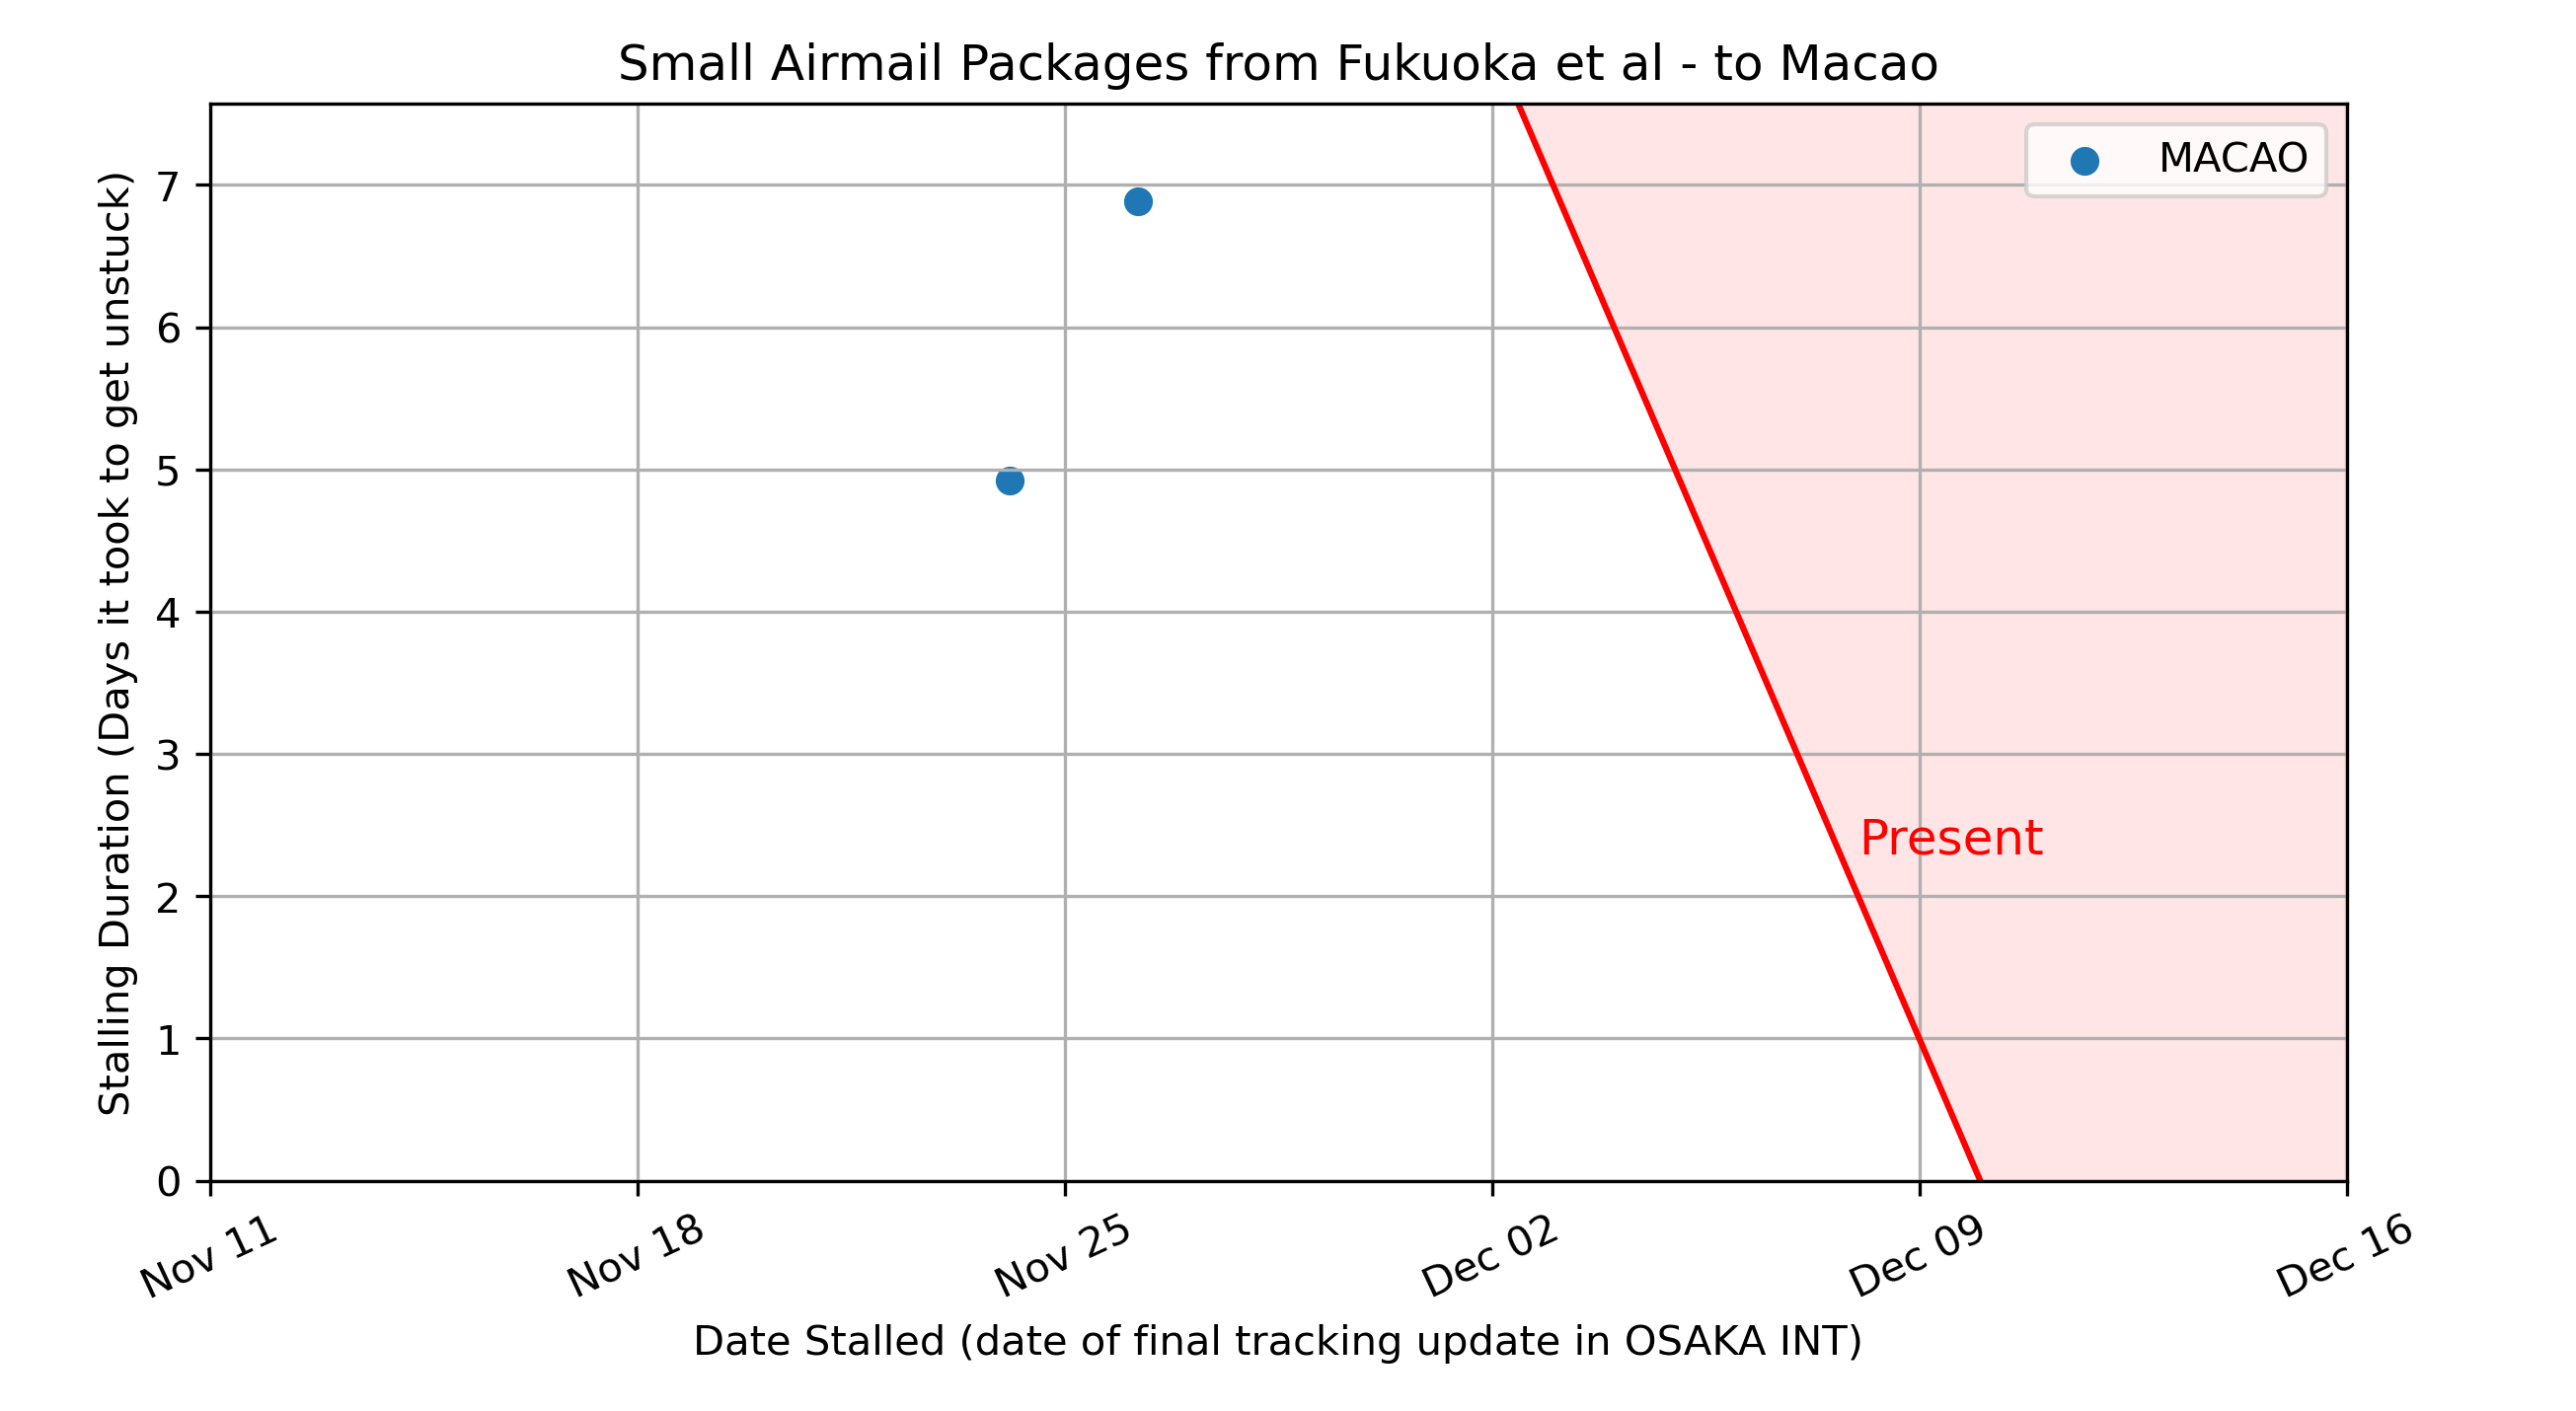 Small Airmail Packages from Fukuoka et al - to Macao
MACAO
Stalling Duration (Days it took to get unstuck)
7
6
5
4
3
2
1
0
Present
Nov 11
Nov 18
Nov 25
Dec 02
Dec 09
Dec 16
Date Stalled (date of final tracking update in OSAKA INT)